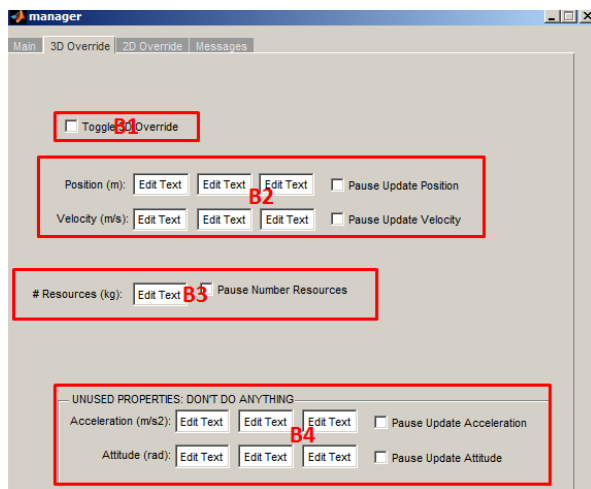 manager
Main 3D Override 2D Override Messages
Toggle 3D Override
B1
Position (m): Edit Text Edit Text Edit Text Pause Update Position
B2
Velocity (m/s): Edit Text Edit Text Edit Text Pause Update Velocity
# Resources (kg): Edit Text B3 Pause Number Resources
UNUSED PROPERTIES: DON'T DO ANYTHING
Acceleration (m/s2): Edit Text Edit Text Edit Text Pause Update Acceleration
B4
Attitude (rad): Edit Text Edit Text Edit Text Pause Update Attitude